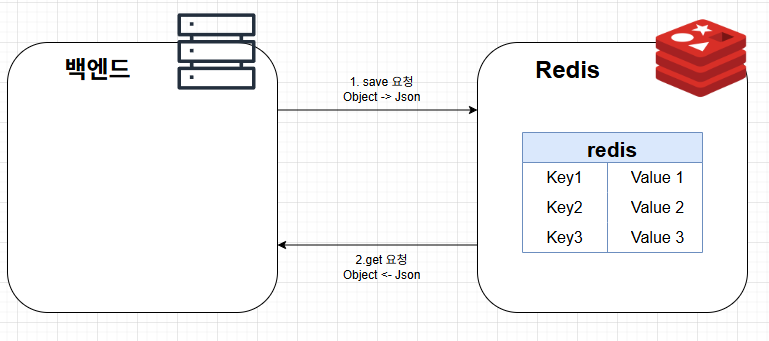 백엔드
1. save 요청
Object -> Json
2.get 요청
Object <- Json
Redis
redis
Key1 Value 1
Key2 Value 2
Key3 Value 3